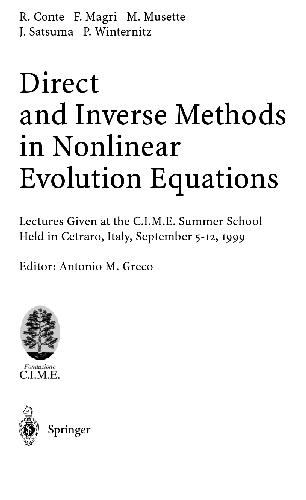 R. Conte F. Magri M. Musette
J. Satsuma P. Winternitz
Direct
and Inverse Methods
in Nonlinear
Evolution Equations
Lectures Given at the C.I.M.E. Summer School
Held in Cetraro, Italy, September 5-12, 1999
Editor: Antonio M. Greco
Fondazione
C.I.M.E.
Springer